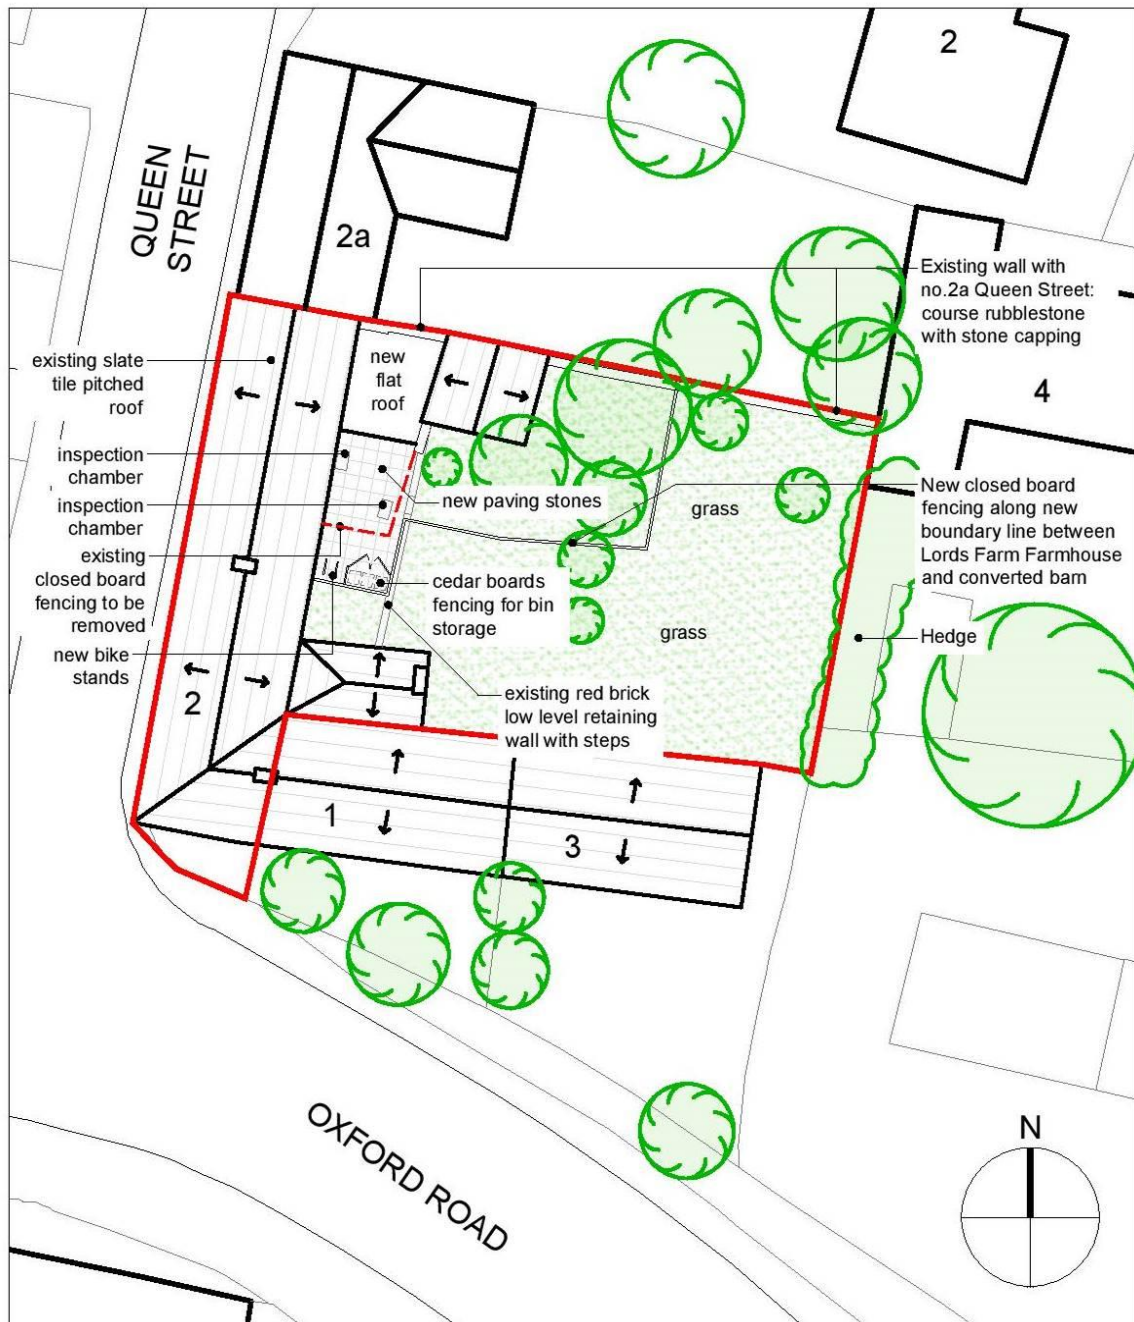 2
QUEEN
STREET
2a
Existing wall with
no.2a Queen Street:
course rubblestone
with stone capping
existing slate
tile pitched
roof
new
flat
roof
4
inspection
chamber
new paving stones
grass
New closed board
fencing along new
boundary line between
Lords Farm Farmhouse
and converted barn
inspection
chamber
existing
closed board
fencing to be
removed
cedar boards
fencing for bin
storage
grass
Hedge
new bike
stands
2
existing red brick
low level retaining
wall with steps
1
3
OXFORD ROAD
N